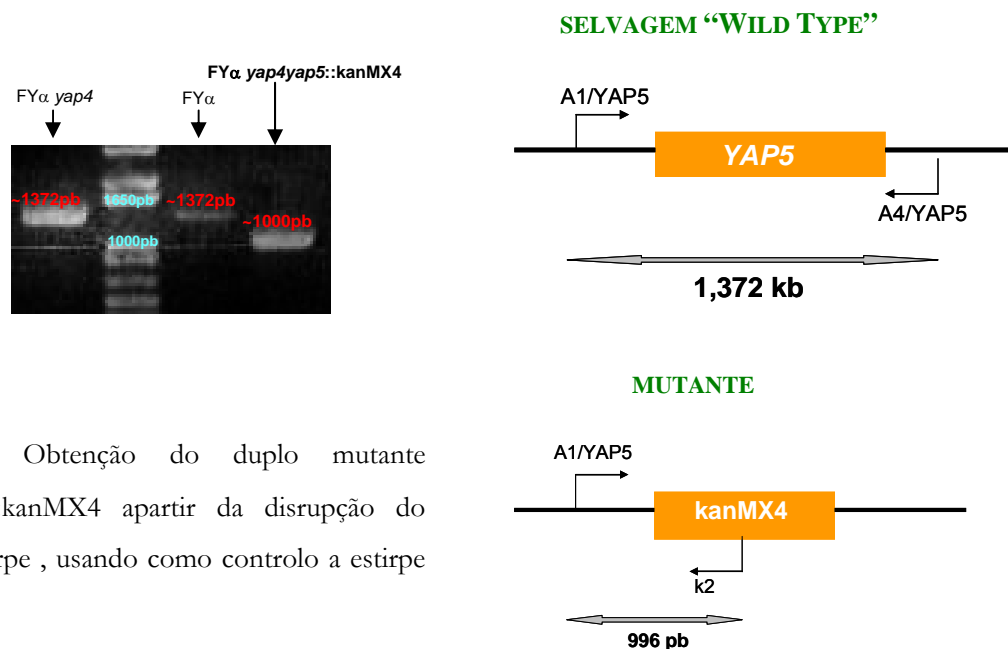 SELVAGEM “WILD TYPE”
FYα yap4yap5::kanMX4
FYα yap4
FYα
~1372pb
1650pb
~1372pb
~1000pb
1000pb
A1/YAP5
YAP5
A4/YAP5
1,372 kb
MUTANTE
A1/YAP5
kanMX4
k2
996 pb
Obtenção do duplo mutante
kanMX4 apartir da disrupção do
rpe , usando como controlo a estirpe